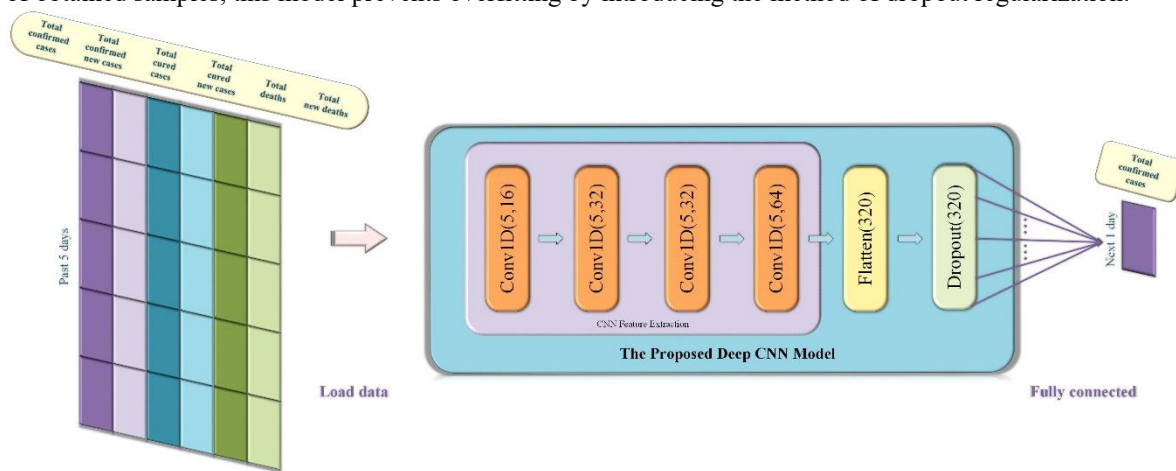 of obtained samples, this model prevents overfitting by introducing the method of dropout regularization.
Total
confirmed
cases
Total
confirmed
new cases
Total
cured
cases
Total
cured
new cases
Total
deaths
Total
new deaths
Past 5 days
Load data
Conv1D(5,16)
Conv1D(5,32)
Conv1D(5,32)
Conv1D(5,64)
CNN Feature Extraction
Flatten(320)
Dropout(320)
The Proposed Deep CNN Model
Fully connected
Total
confirmed
cases
Next 1 day